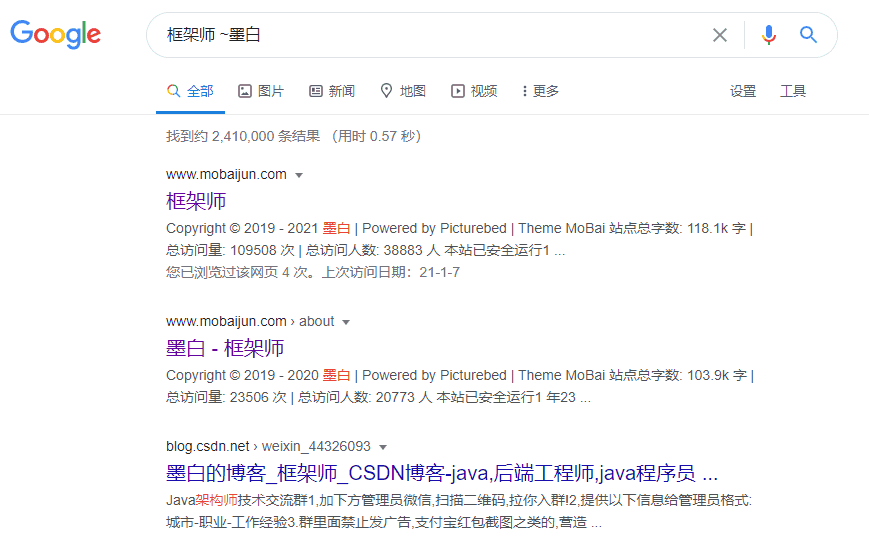 Google
框架师 ~墨白
全部 图片 新闻 地图 视频 更多 设置 工具
找到约 2,410,000 条结果 （用时 0.57 秒）
www.mobaijun.com
框架师
Copyright © 2019 - 2021 墨白 | Powered by Picturebed | Theme MoBai 站点总字数: 118.1k 字 |
总访问量: 109508 次 | 总访问人数: 38883 人 本站已安全运行1 ...
您已浏览过该网页 4 次。上次访问日期：21-1-7
www.mobaijun.com › about
墨白 - 框架师
Copyright © 2019 - 2020 墨白 | Powered by Picturebed | Theme MoBai 站点总字数: 103.9k 字 |
总访问量: 23506 次 | 总访问人数: 20773 人 本站已安全运行1 年23 ...
blog.csdn.net › weixin_44326093
墨白的博客_框架师_CSDN博客-java,后端工程师,java程序员 ...
Java架构师技术交流群1,加下方管理员微信,扫描二维码,拉你入群!2,提供以下信息给管理员格式:
城市-职业-工作经验3.群里面禁止发广告,支付宝红包截图之类的,营造 ...